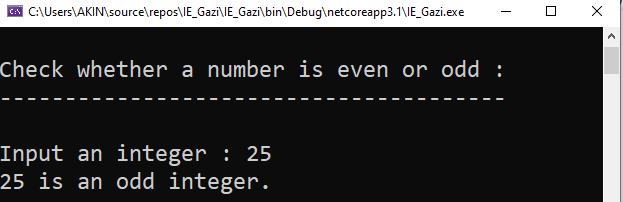 C:\Users\AKIN\source\repos\IE_Gazi\IE_Gazi\bin\Debug\netcoreapp3.1\IE_Gazi.exe
Check whether a number is even or odd :
---------------------------------------
Input an integer : 25
25 is an odd integer.